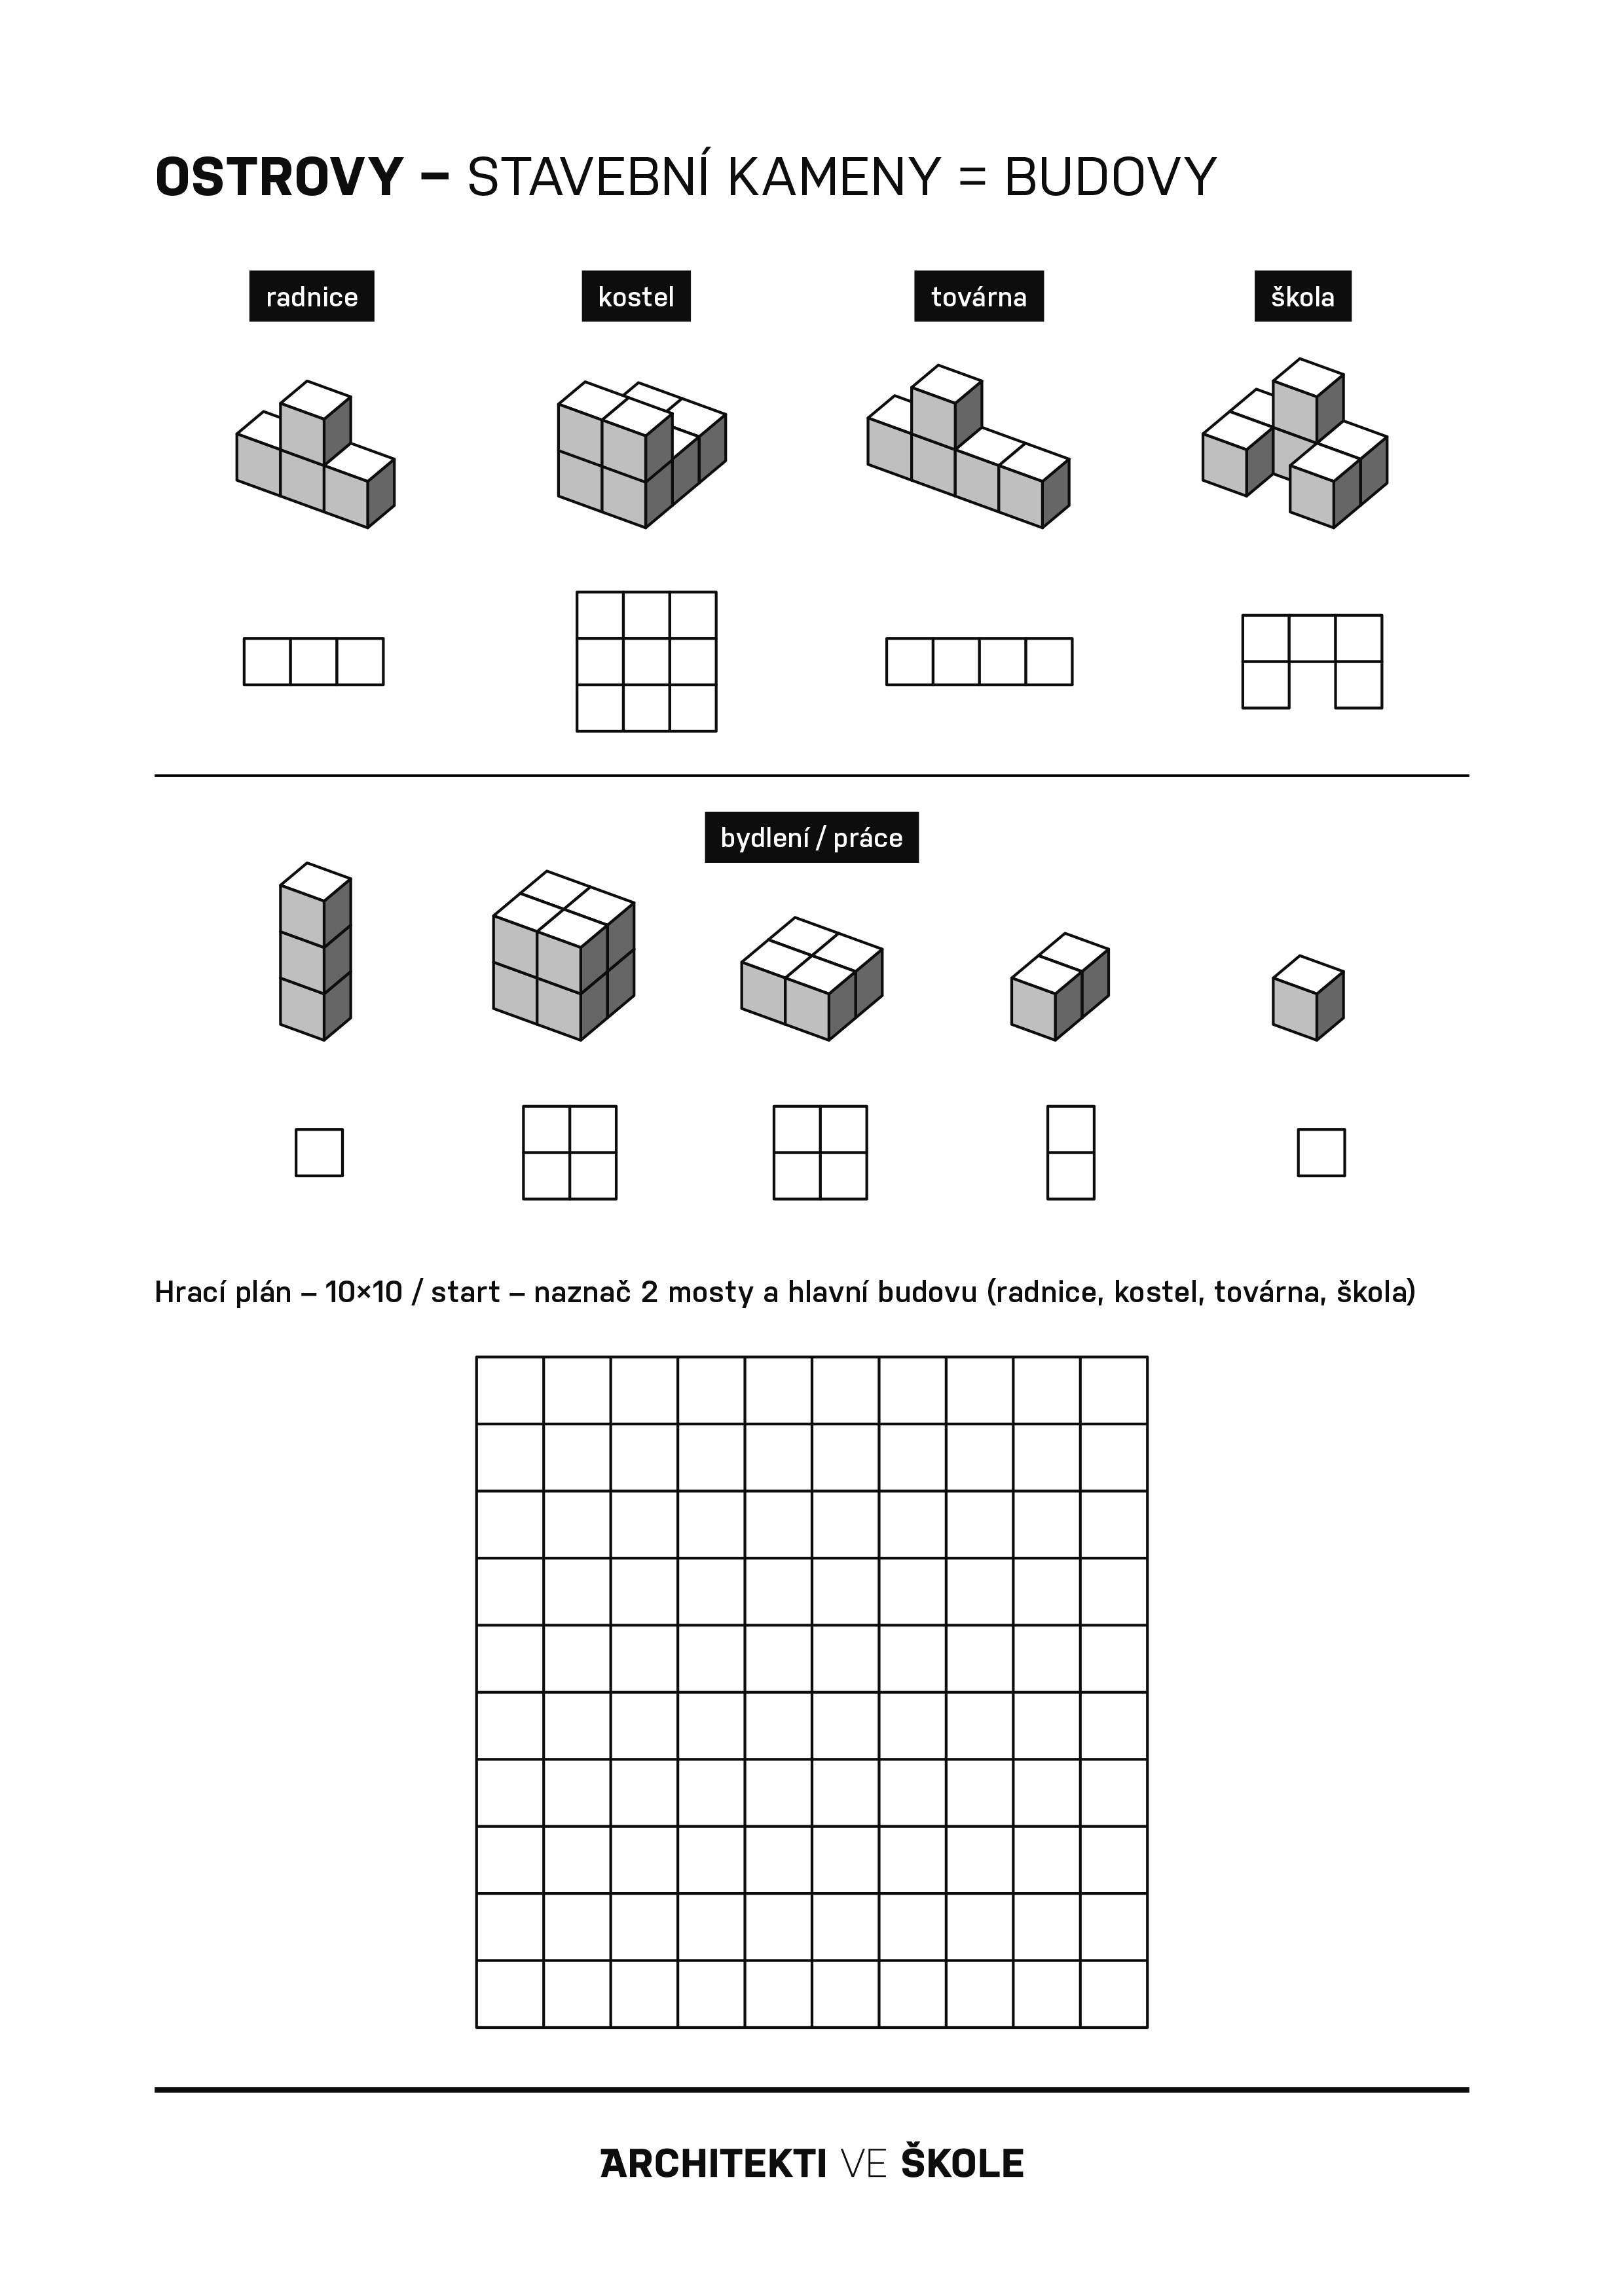 OSTROVY – STAVEBNÍ KAMENY = BUDOVY
radnice
kostel
továrna
škola
bydlení / práce
Hrací plán – 10×10 / start – naznač 2 mosty a hlavní budovu (radnice, kostel, továrna, škola)
ARCHITEKTI VE ŠKOLE